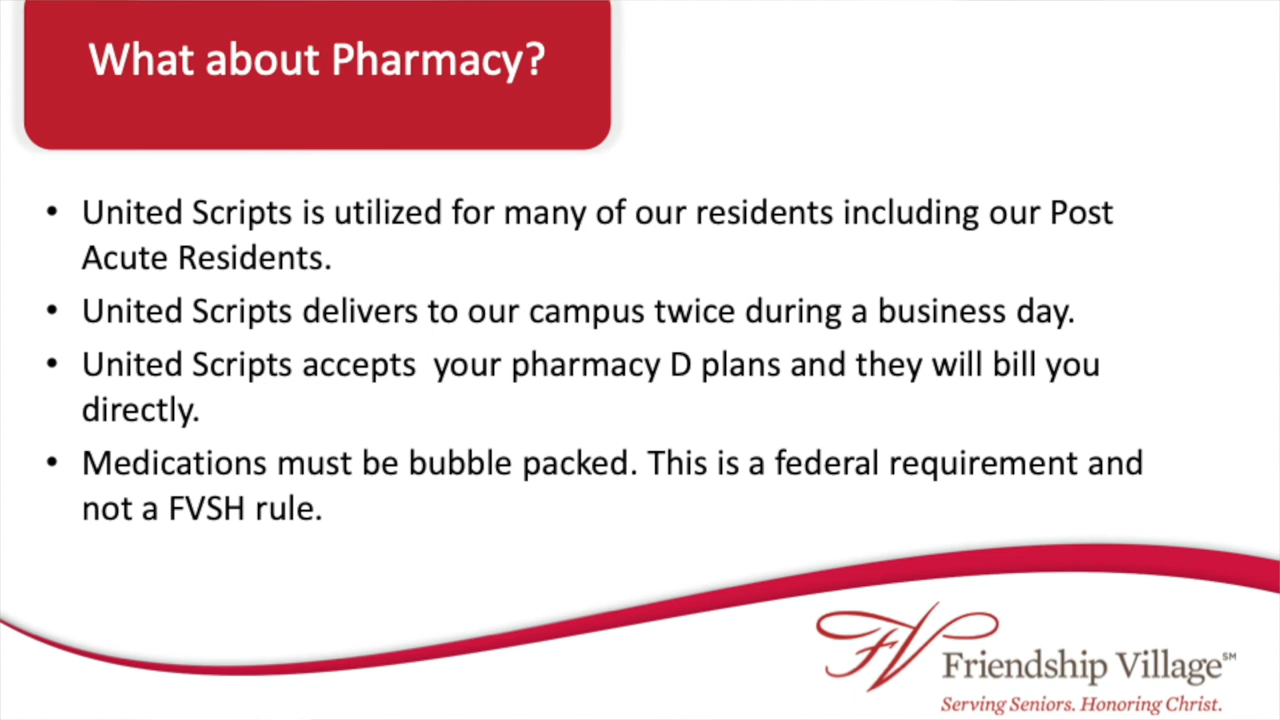 What about Pharmacy?
• United Scripts is utilized for many of our residents including our Post
Acute Residents.
• United Scripts delivers to our campus twice during a business day.
• United Scripts accepts  your pharmacy D plans and they will bill you
directly.
• Medications must be bubble packed. This is a federal requirement and
not a FVSH rule.
FV
Friendship Village℠
Serving Seniors. Honoring Christ.